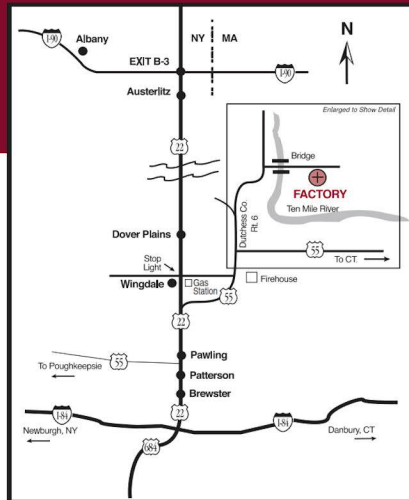 I-90
Albany
NY
MA
N
EXIT B-3
I-90
Austerlitz
Enlarged to Show Detail
22
Bridge
FACTORY
Ten Mile River
Dutchess Co.
Rt. 6
Dover Plains
55
To CT.
Stop
Light
Wingdale
Gas
Station
55
Firehouse
22
To Poughkeepsie
55
Pawling
Patterson
Brewster
22
I-84
I-84
Newburgh, NY
684
Danbury, CT